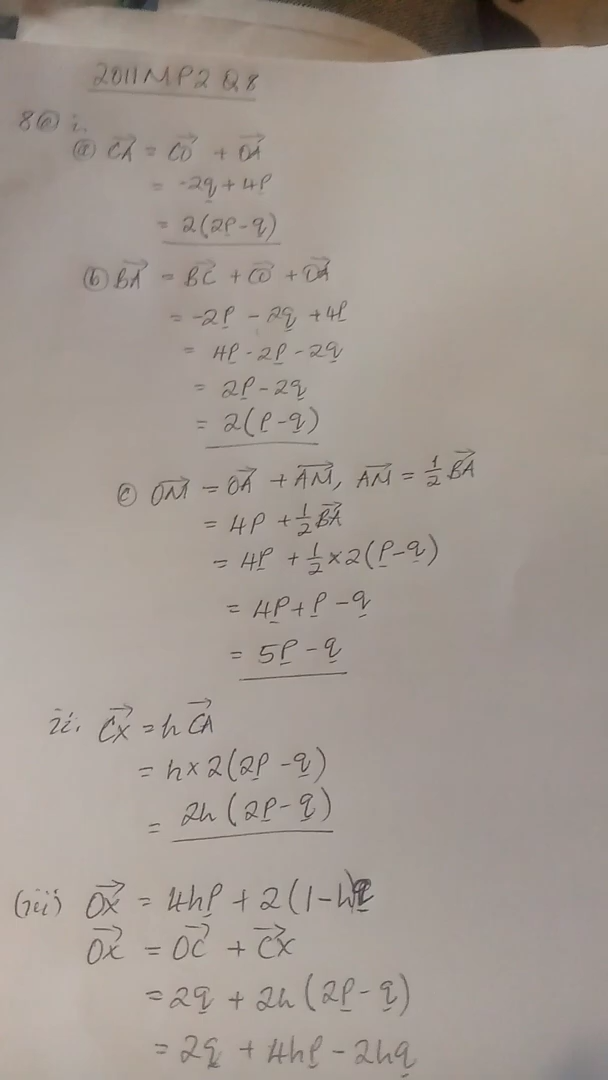 2011 MP2 Q8
8(a) i.
(a) CA = CO + OA
= -2q + 4p
= 2(2p-q)
(b) BA = BC + CO + OA
= -2p - 2q + 4p
= 4p - 2p - 2q
= 2p - 2q
= 2(p-q)
(c) OM = OA + AM, AM = 1/2 BA
= 4p + 1/2 BA
= 4p + 1/2 × 2(p-q)
= 4p + p - q
= 5p - q
ii. CX = h CA
= h × 2(2p - q)
= 2h(2p - q)
(iii) OX = 4hp + 2(1-h)q
OX = OC + CX
= 2q + 2h(2p - q)
= 2q + 4hp - 2hq